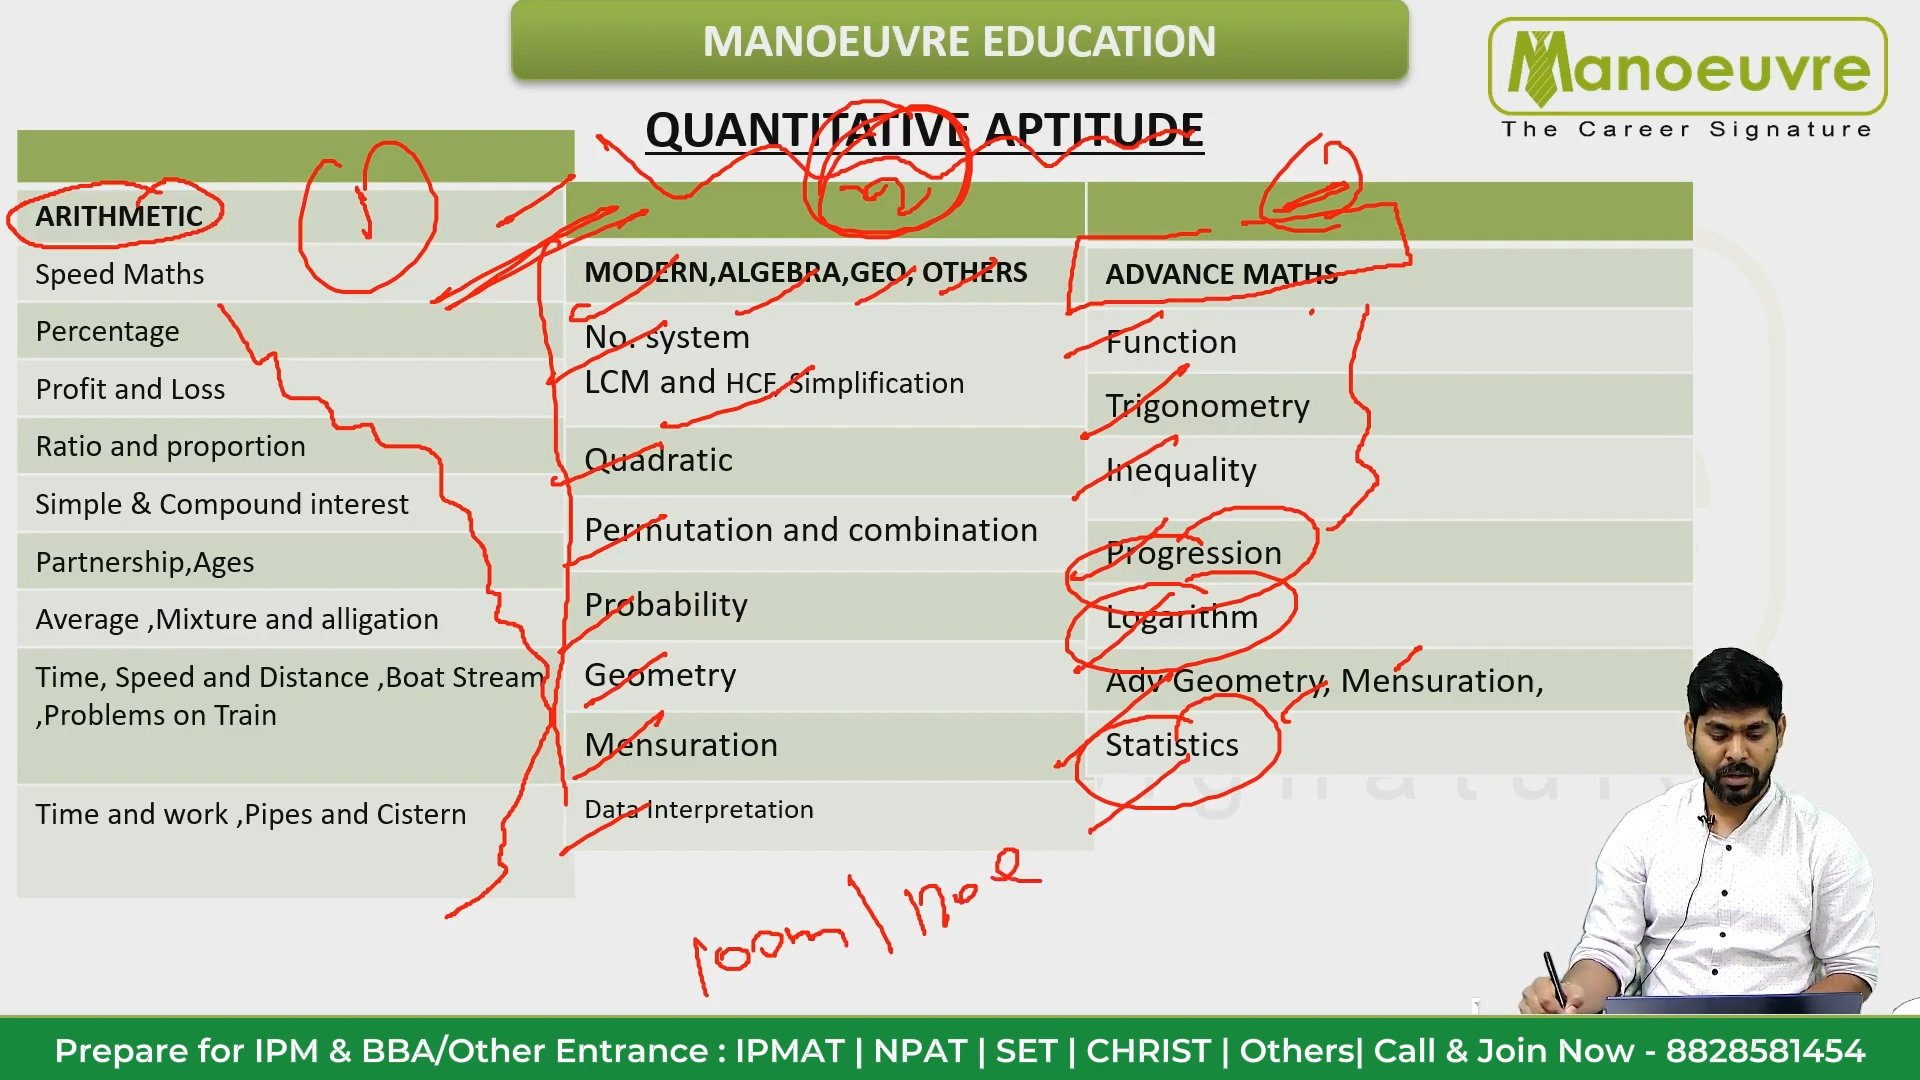 MANOEUVRE EDUCATION
Manoeuvre
The Career Signature
QUANTITATIVE APTITUDE
ARITHMETIC
Speed Maths
Percentage
Profit and Loss
Ratio and proportion
Simple & Compound interest
Partnership,Ages
Average ,Mixture and alligation
Time, Speed and Distance ,Boat Stream
,Problems on Train
Time and work ,Pipes and Cistern
MODERN,ALGEBRA,GEO, OTHERS
No. system
LCM and HCF, Simplification
Quadratic
Permutation and combination
Probability
Geometry
Mensuration
Data Interpretation
ADVANCE MATHS
Function
Trigonometry
Inequality
Progression
Logarithm
Adv Geometry, Mensuration,
Statistics
Prepare for IPM & BBA/Other Entrance : IPMAT | NPAT | SET | CHRIST | Others| Call & Join Now - 8828581454